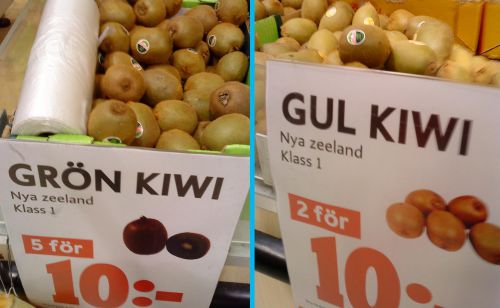 GRÖN KIWI
Nya zeeland
Klass 1
5 för
10:-
GUL KIWI
Nya zeeland
Klass 1
2 för
10:-